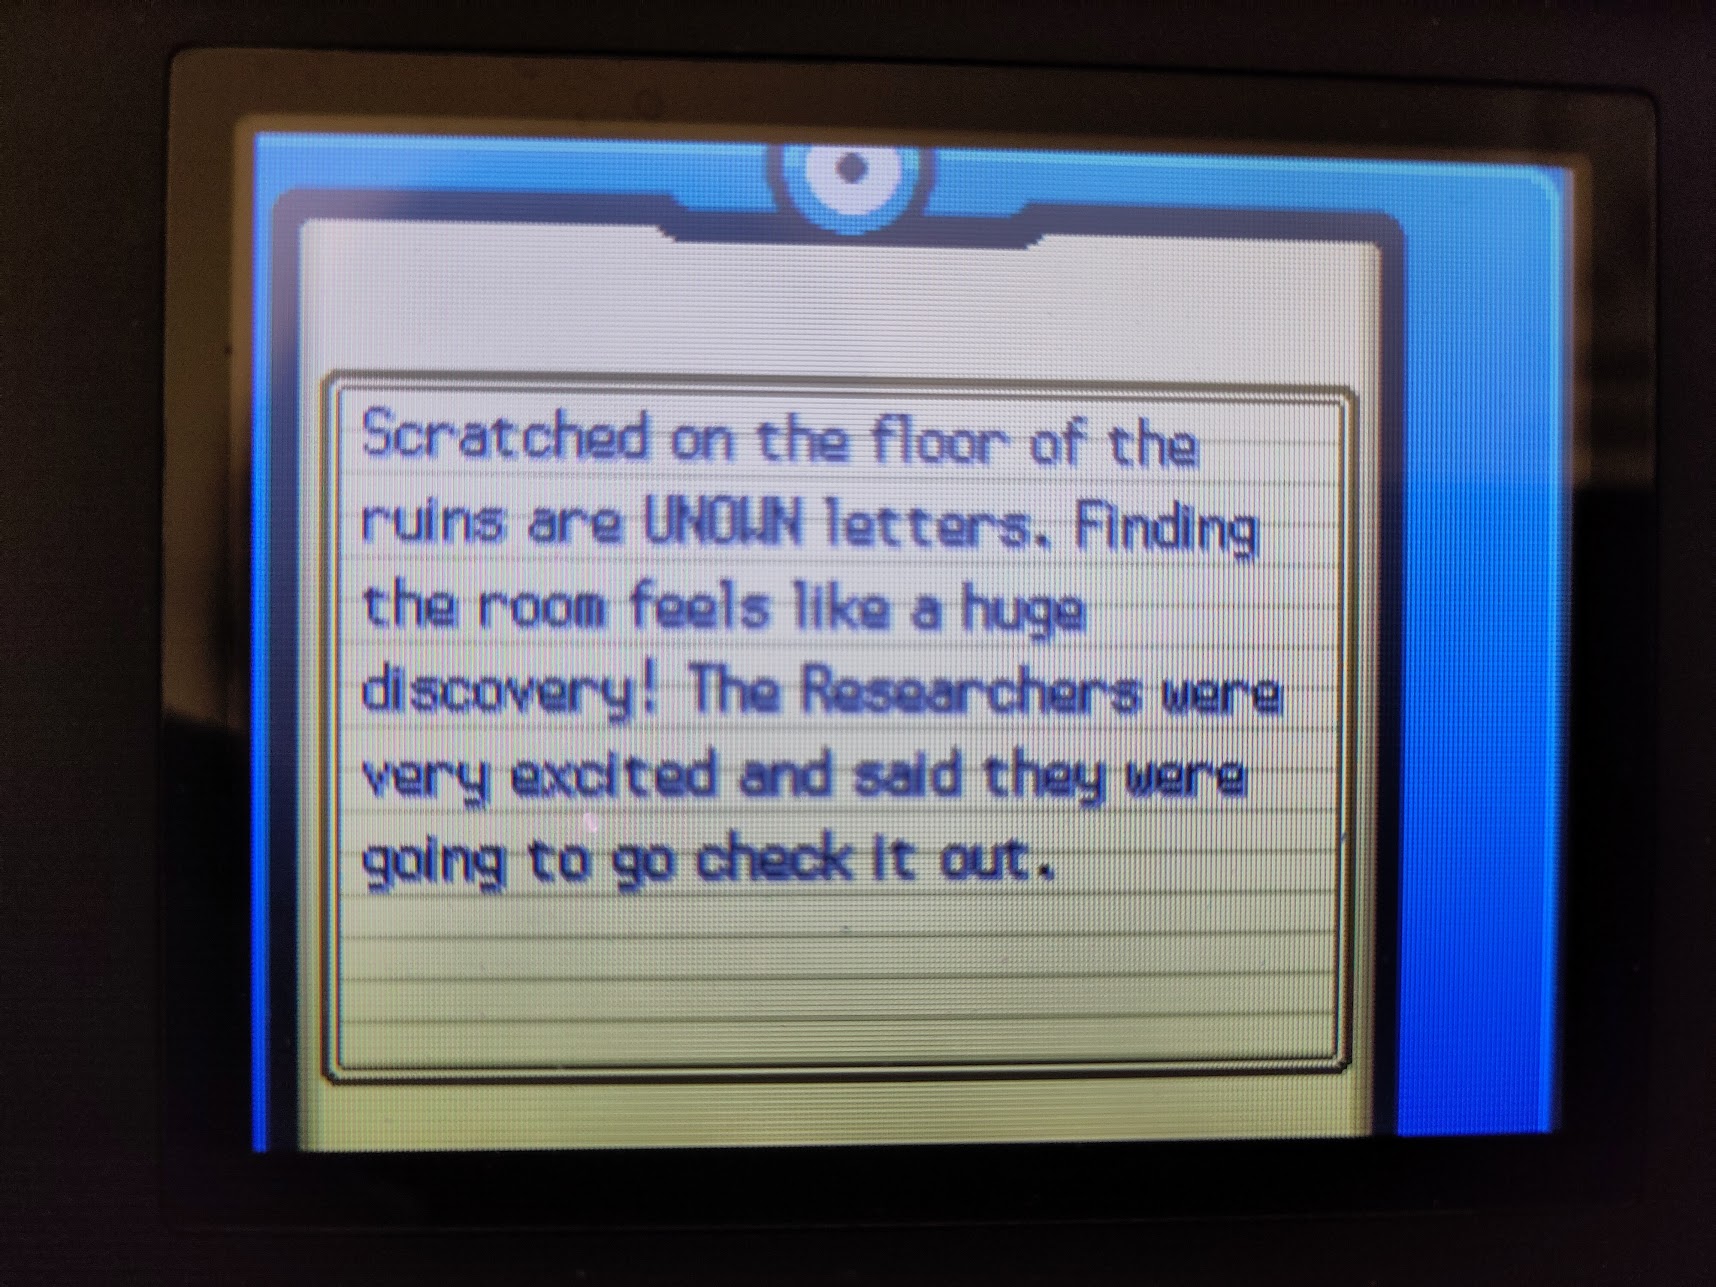 Scratched on the floor of the
ruins are UNOWN letters. Finding
the room feels like a huge
discovery! The Researchers were
very excited and said they were
going to go check it out.